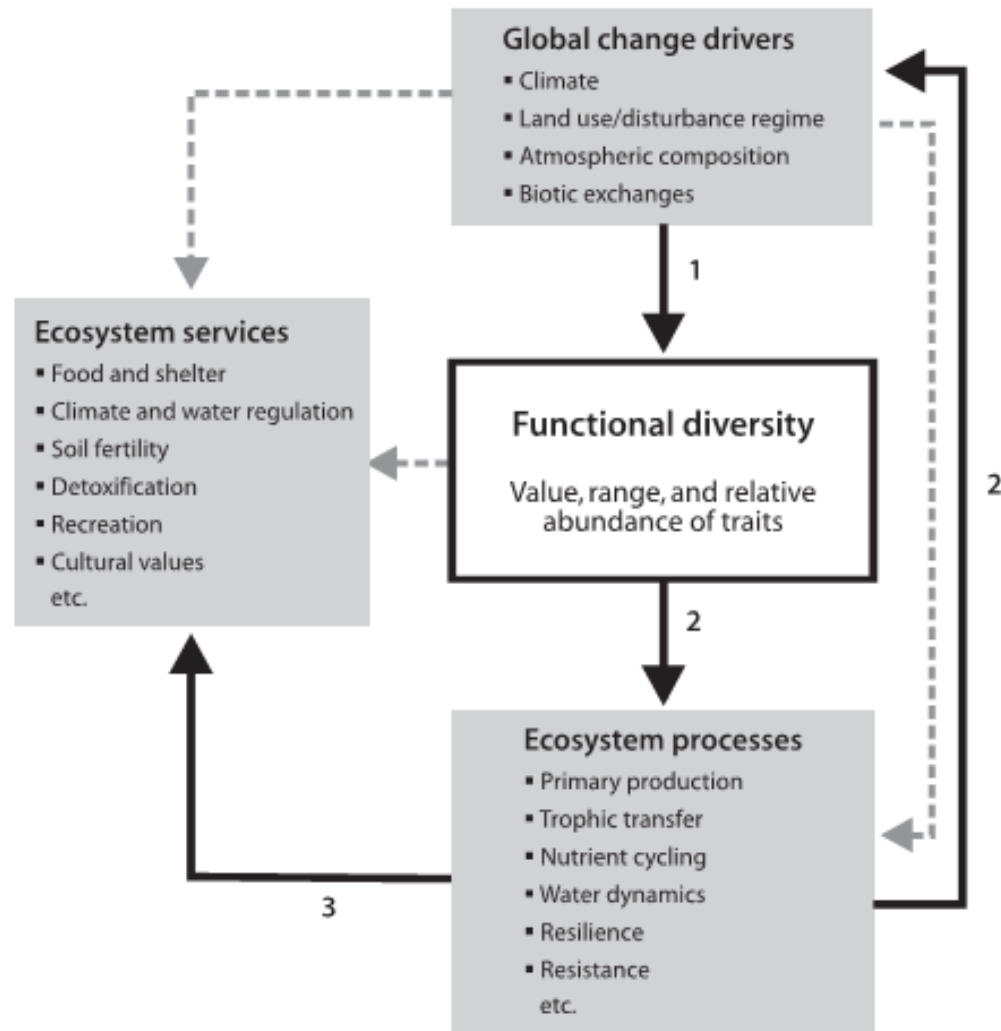 Global change drivers
▪ Climate
▪ Land use/disturbance regime
▪ Atmospheric composition
▪ Biotic exchanges
1
Ecosystem services
▪ Food and shelter
▪ Climate and water regulation
▪ Soil fertility
▪ Detoxification
▪ Recreation
▪ Cultural values
etc.
Functional diversity
Value, range, and relative
abundance of traits
2
2
Ecosystem processes
▪ Primary production
▪ Trophic transfer
▪ Nutrient cycling
▪ Water dynamics
▪ Resilience
▪ Resistance
etc.
3